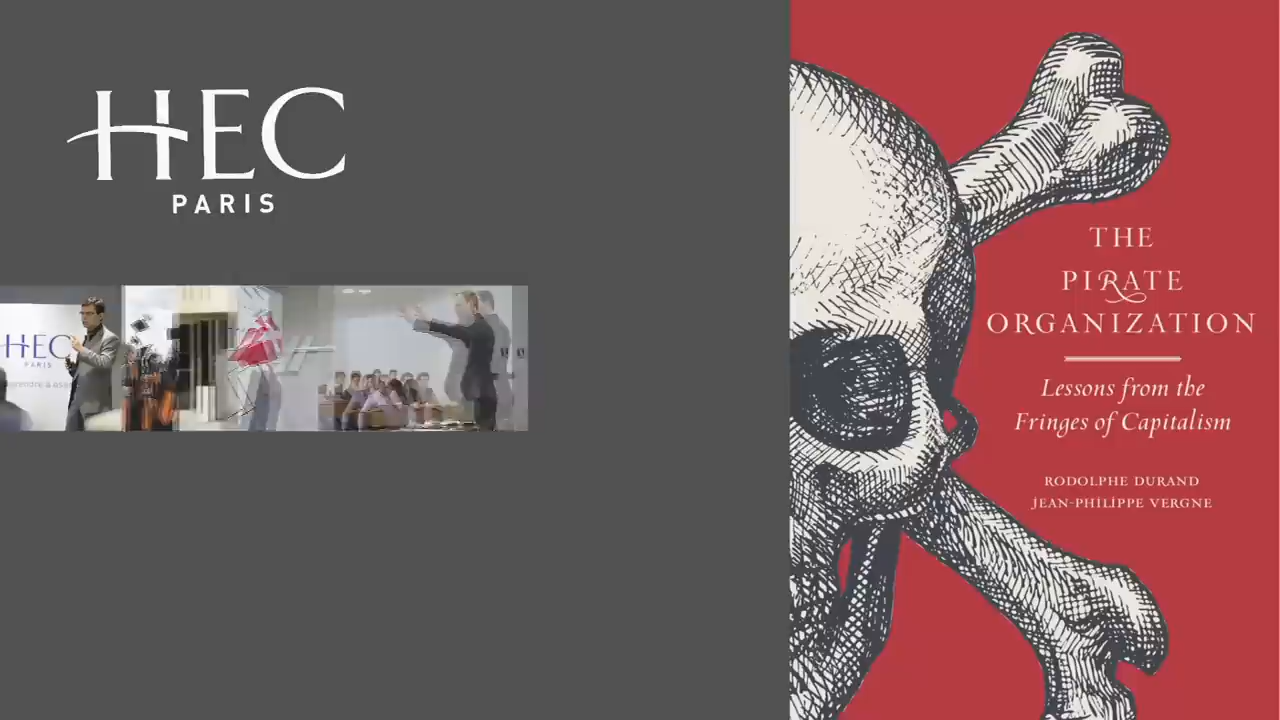 HEC
PARIS
HEC
PARIS
THE
PIRATE
ORGANIZATION
Lessons from the
Fringes of Capitalism
RODOLPHE DURAND
JEAN-PHILIPPE VERGNE